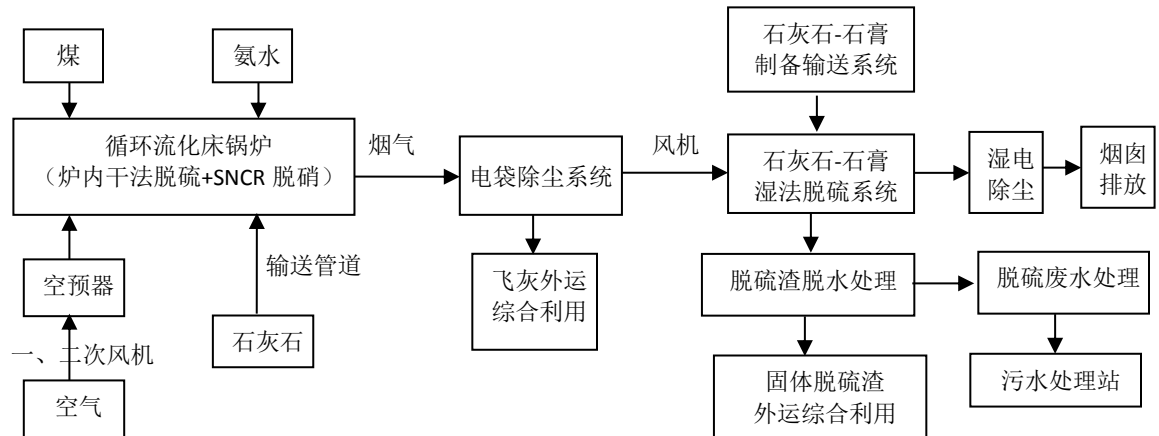 煤
氨水
石灰石-石膏
制备输送系统
循环流化床锅炉
（炉内干法脱硫+SNCR 脱硝）
烟气
电袋除尘系统
风机
石灰石-石膏
湿法脱硫系统
湿电
除尘
烟囱
排放
空预器
输送管道
飞灰外运
综合利用
脱硫渣脱水处理
脱硫废水处理
石灰石
一、二次风机
空气
固体脱硫渣
外运综合利用
污水处理站